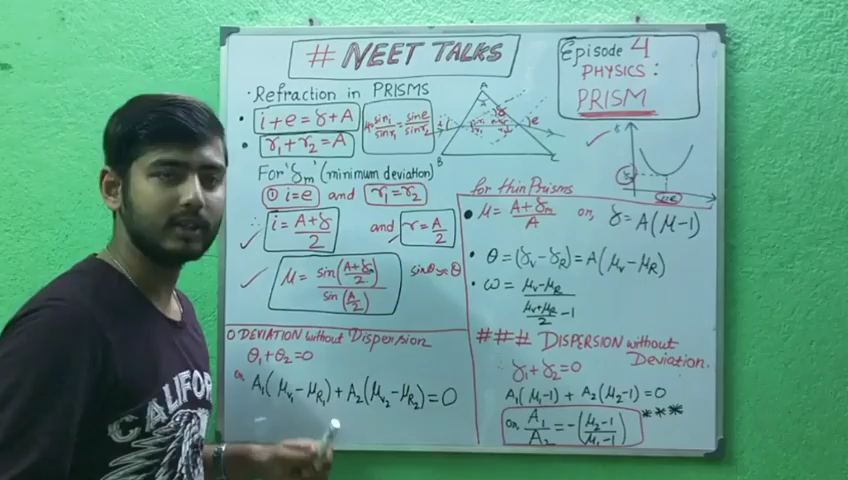 # NEET TALKS
Episode 4
PHYSICS:
PRISM
· Refraction in PRISMS
• i+e=δ+A
μ=sin i/sin r₁=sin e/sin r₂
• r₁+r₂=A
A
B
C
For 'δm' (minimum deviation)
① i=e and r₁=r₂
∴ i=A+δ/2 and r=A/2
μ=sin(A+δm/2)/sin(A/2) sinθ≈θ
for thin Prisms
• μ=A+δm/A or, δ=A(μ-1)
• θ=(δv-δR)=A(μv-μR)
• ω=μv-μR/μv+μR/2-1
O DEVIATION without Dispersion
θ₁+θ₂=0
or A₁(μv₁-μR₁)+A₂(μv₂-μR₂)=0
### DISPERSION without
Deviation.
δ₁+δ₂=0
A₁(μ₁-1)+A₂(μ₂-1)=0
or, A₁/A₂=-(μ₂-1/μ₁-1) ***
CALIFOR